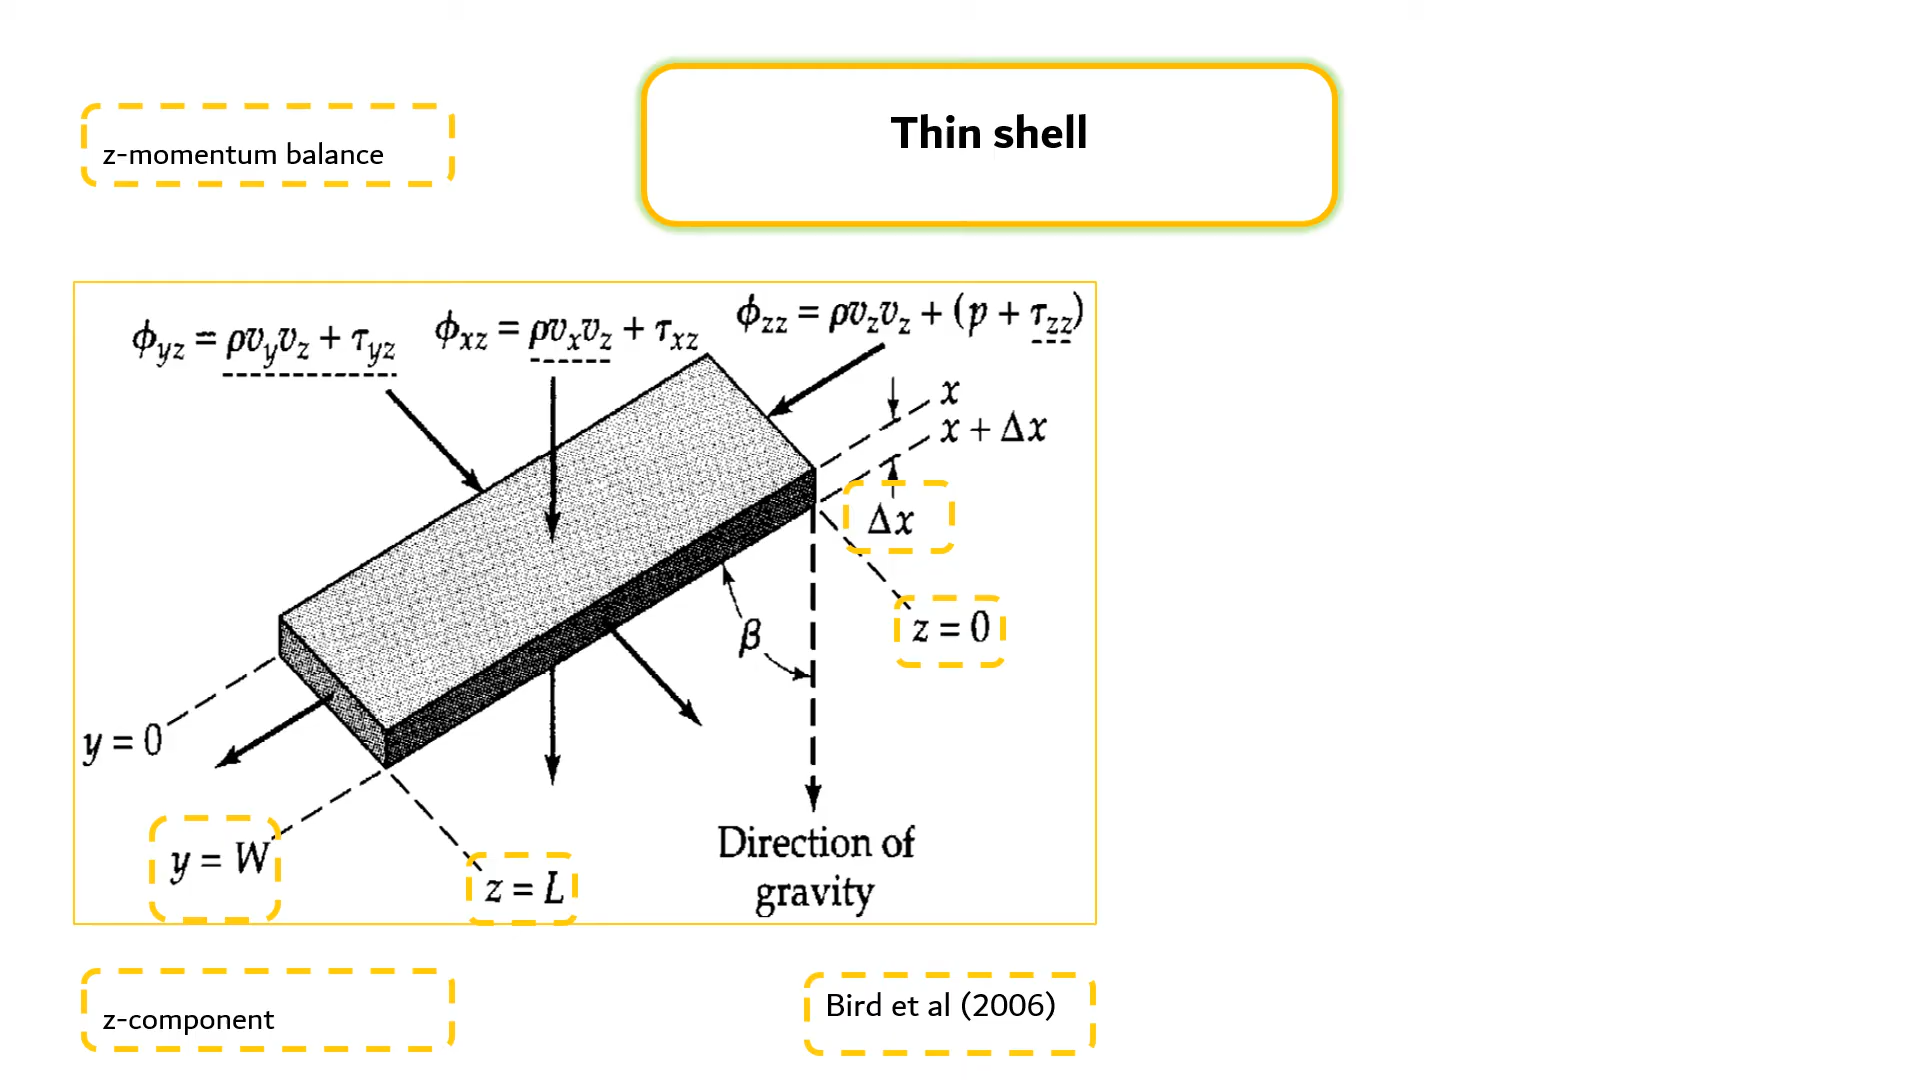 Thin shell
z-momentum balance
ϕyz = ρvyvz + τyz
ϕxz = ρvxvz + τxz
ϕzz = ρvzvz + (p + τzz)
x
x + Δx
Δx
z = 0
β
y = 0
y = W
z = L
Direction of
gravity
z-component
Bird et al (2006)